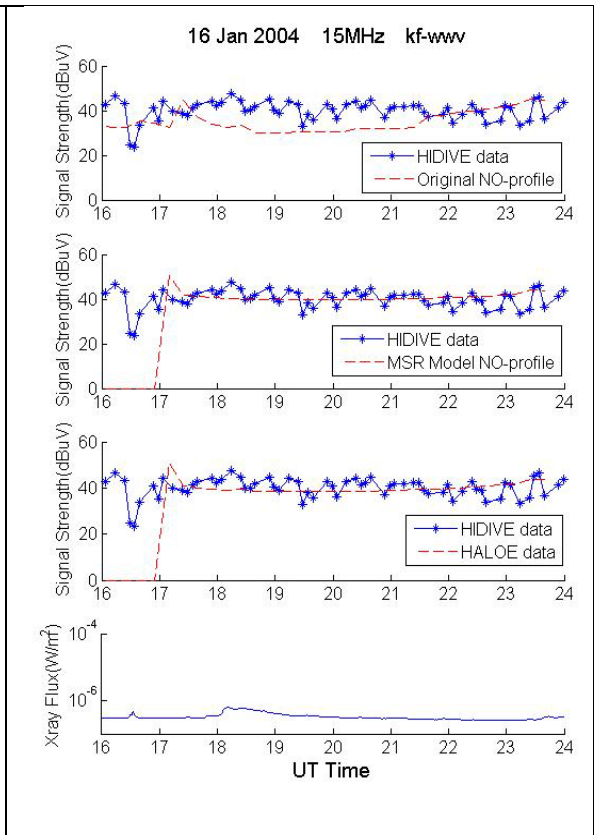 16 Jan 2004 15MHz kf-wwv
Signal Strength(dBuV)
60
40
20
0
HIDIVE data
Original NO-profile
16 17 18 19 20 21 22 23 24
Signal Strength(dBuV)
60
40
20
0
HIDIVE data
MSR Model NO-profile
16 17 18 19 20 21 22 23 24
Signal Strength(dBuV)
60
40
20
0
HIDIVE data
HALOE data
16 17 18 19 20 21 22 23 24
Xray Flux(W/m²)
10⁻⁴
10⁻⁶
16 17 18 19 20 21 22 23 24
UT Time